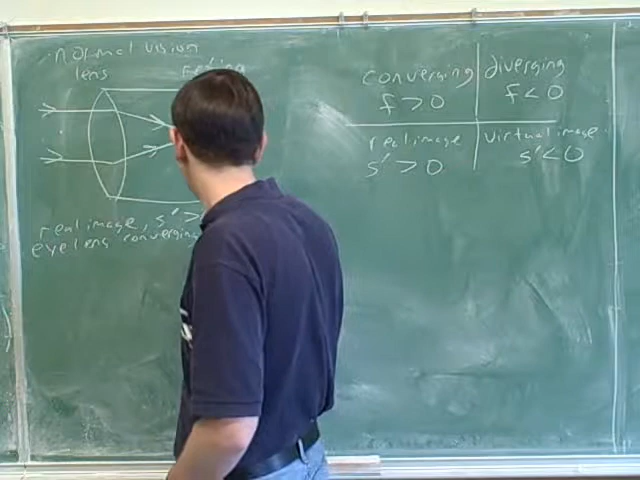 normal vision
lens
real image, s' >
eye lens converging
converging
f > 0
diverging
f < 0
real image
s' > 0
virtual image
s' < 0